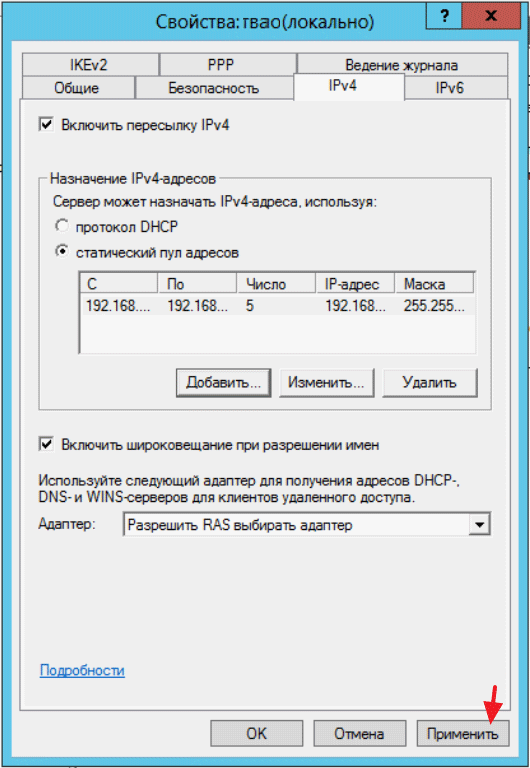 Свойства: гвао(локально)
?
x
IKEv2 PPP Ведение журнала
Общие Безопасность IPv4 IPv6
Включить пересылку IPv4
Назначение IPv4-адресов
Сервер может назначать IPv4-адреса, используя:
протокол DHCP
статический пул адресов
С По Число IP-адрес Маска
192.168.... 192.168... 5 192.168... 255.255...
Добавить... Изменить... Удалить
Включить широковещание при разрешении имен
Используйте следующий адаптер для получения адресов DHCP-,
DNS- и WINS-серверов для клиентов удаленного доступа.
Адаптер: Разрешить RAS выбирать адаптер
Подробности
OK Отмена Применить